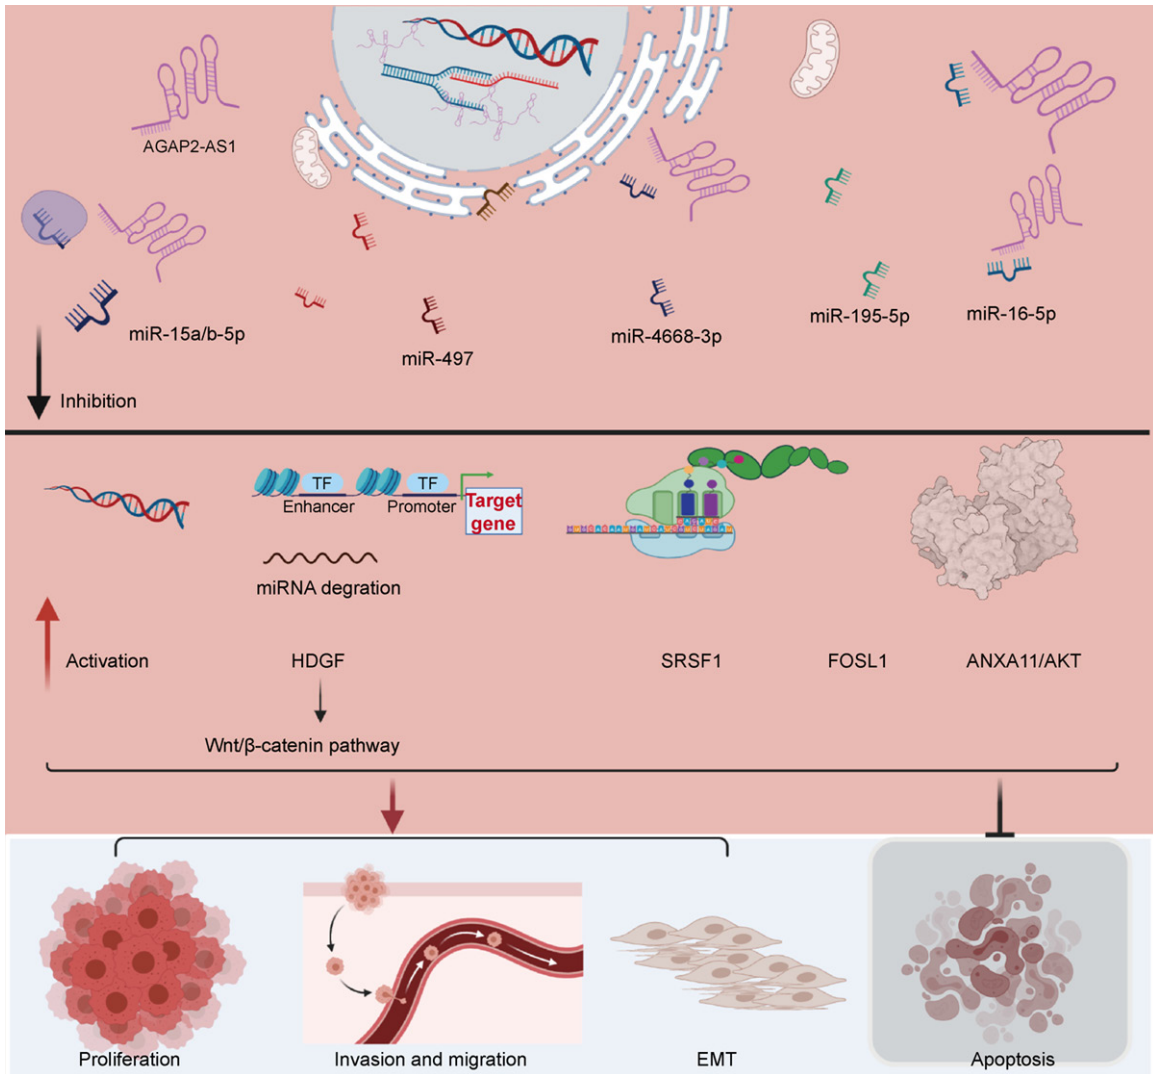 AGAP2-AS1
miR-15a/b-5p
miR-497
miR-4668-3p
miR-195-5p
miR-16-5p
Inhibition
TF
TF
Enhancer
Promoter
Target
gene
miRNA degration
Activation
HDGF
SRSF1
FOSL1
ANXA11/AKT
Wnt/β-catenin pathway
Proliferation
Invasion and migration
EMT
Apoptosis